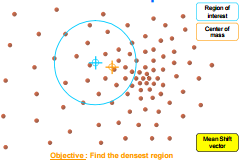 Region of
interest
Center of
mass
Mean Shift
vector
Objective : Find the densest region